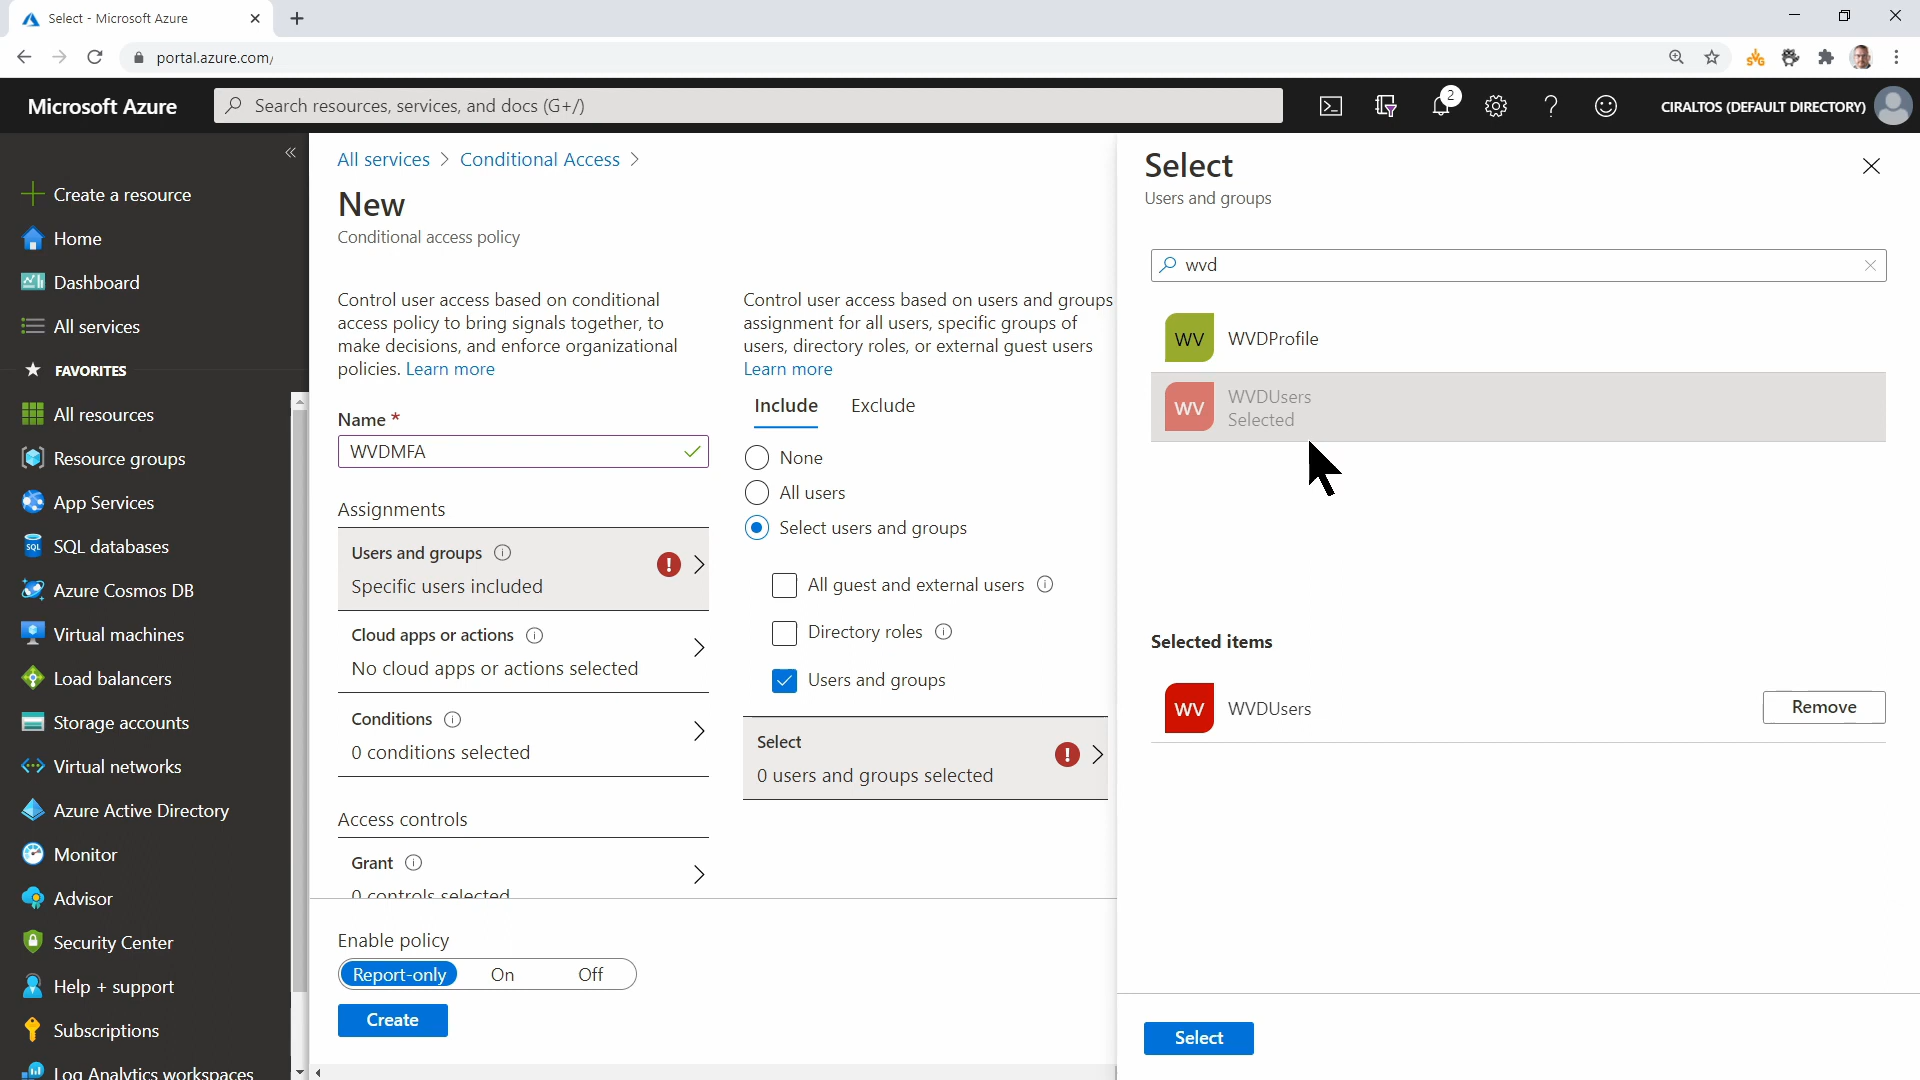 Select - Microsoft Azure
portal.azure.com/
Microsoft Azure
Search resources, services, and docs (G+/)
2
CIRALTOS (DEFAULT DIRECTORY)
Create a resource
Home
Dashboard
All services
FAVORITES
All resources
Resource groups
App Services
SQL
SQL databases
Azure Cosmos DB
Virtual machines
Load balancers
Storage accounts
Virtual networks
Azure Active Directory
Monitor
Advisor
Security Center
Help + support
Subscriptions
Log Analytics workspaces
All services > Conditional Access >
New
Conditional access policy
Control user access based on conditional
access policy to bring signals together, to
make decisions, and enforce organizational
policies. Learn more
Name *
WVDMFA
Assignments
Users and groups
Specific users included
Cloud apps or actions
No cloud apps or actions selected
Conditions
0 conditions selected
Access controls
Grant
0 controls selected
Enable policy
Report-only On Off
Create
Control user access based on users and groups
assignment for all users, specific groups of
users, directory roles, or external guest users
Learn more
Include Exclude
None
All users
Select users and groups
All guest and external users
Directory roles
Users and groups
Select
0 users and groups selected
Select
Users and groups
wvd
WV WVDProfile
WV WVDUsers
Selected
Selected items
WV WVDUsers Remove
Select